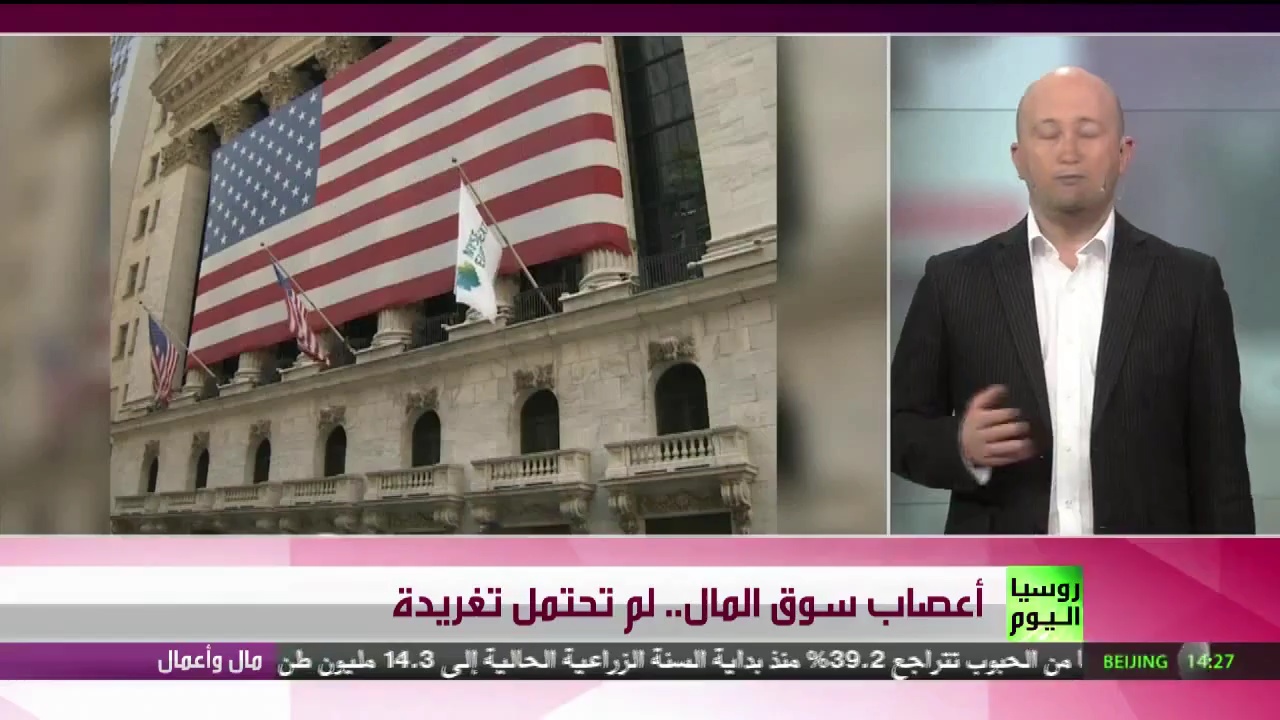 NYSE
روسيا
اليوم
أعصاب سوق المال.. لم تحتمل تغريدة
BEIJING 14:27
من الحبوب تتراجع 39.2% منذ بداية السنة الزراعية الحالية إلى 14.3 مليون طن
مال وأعمال